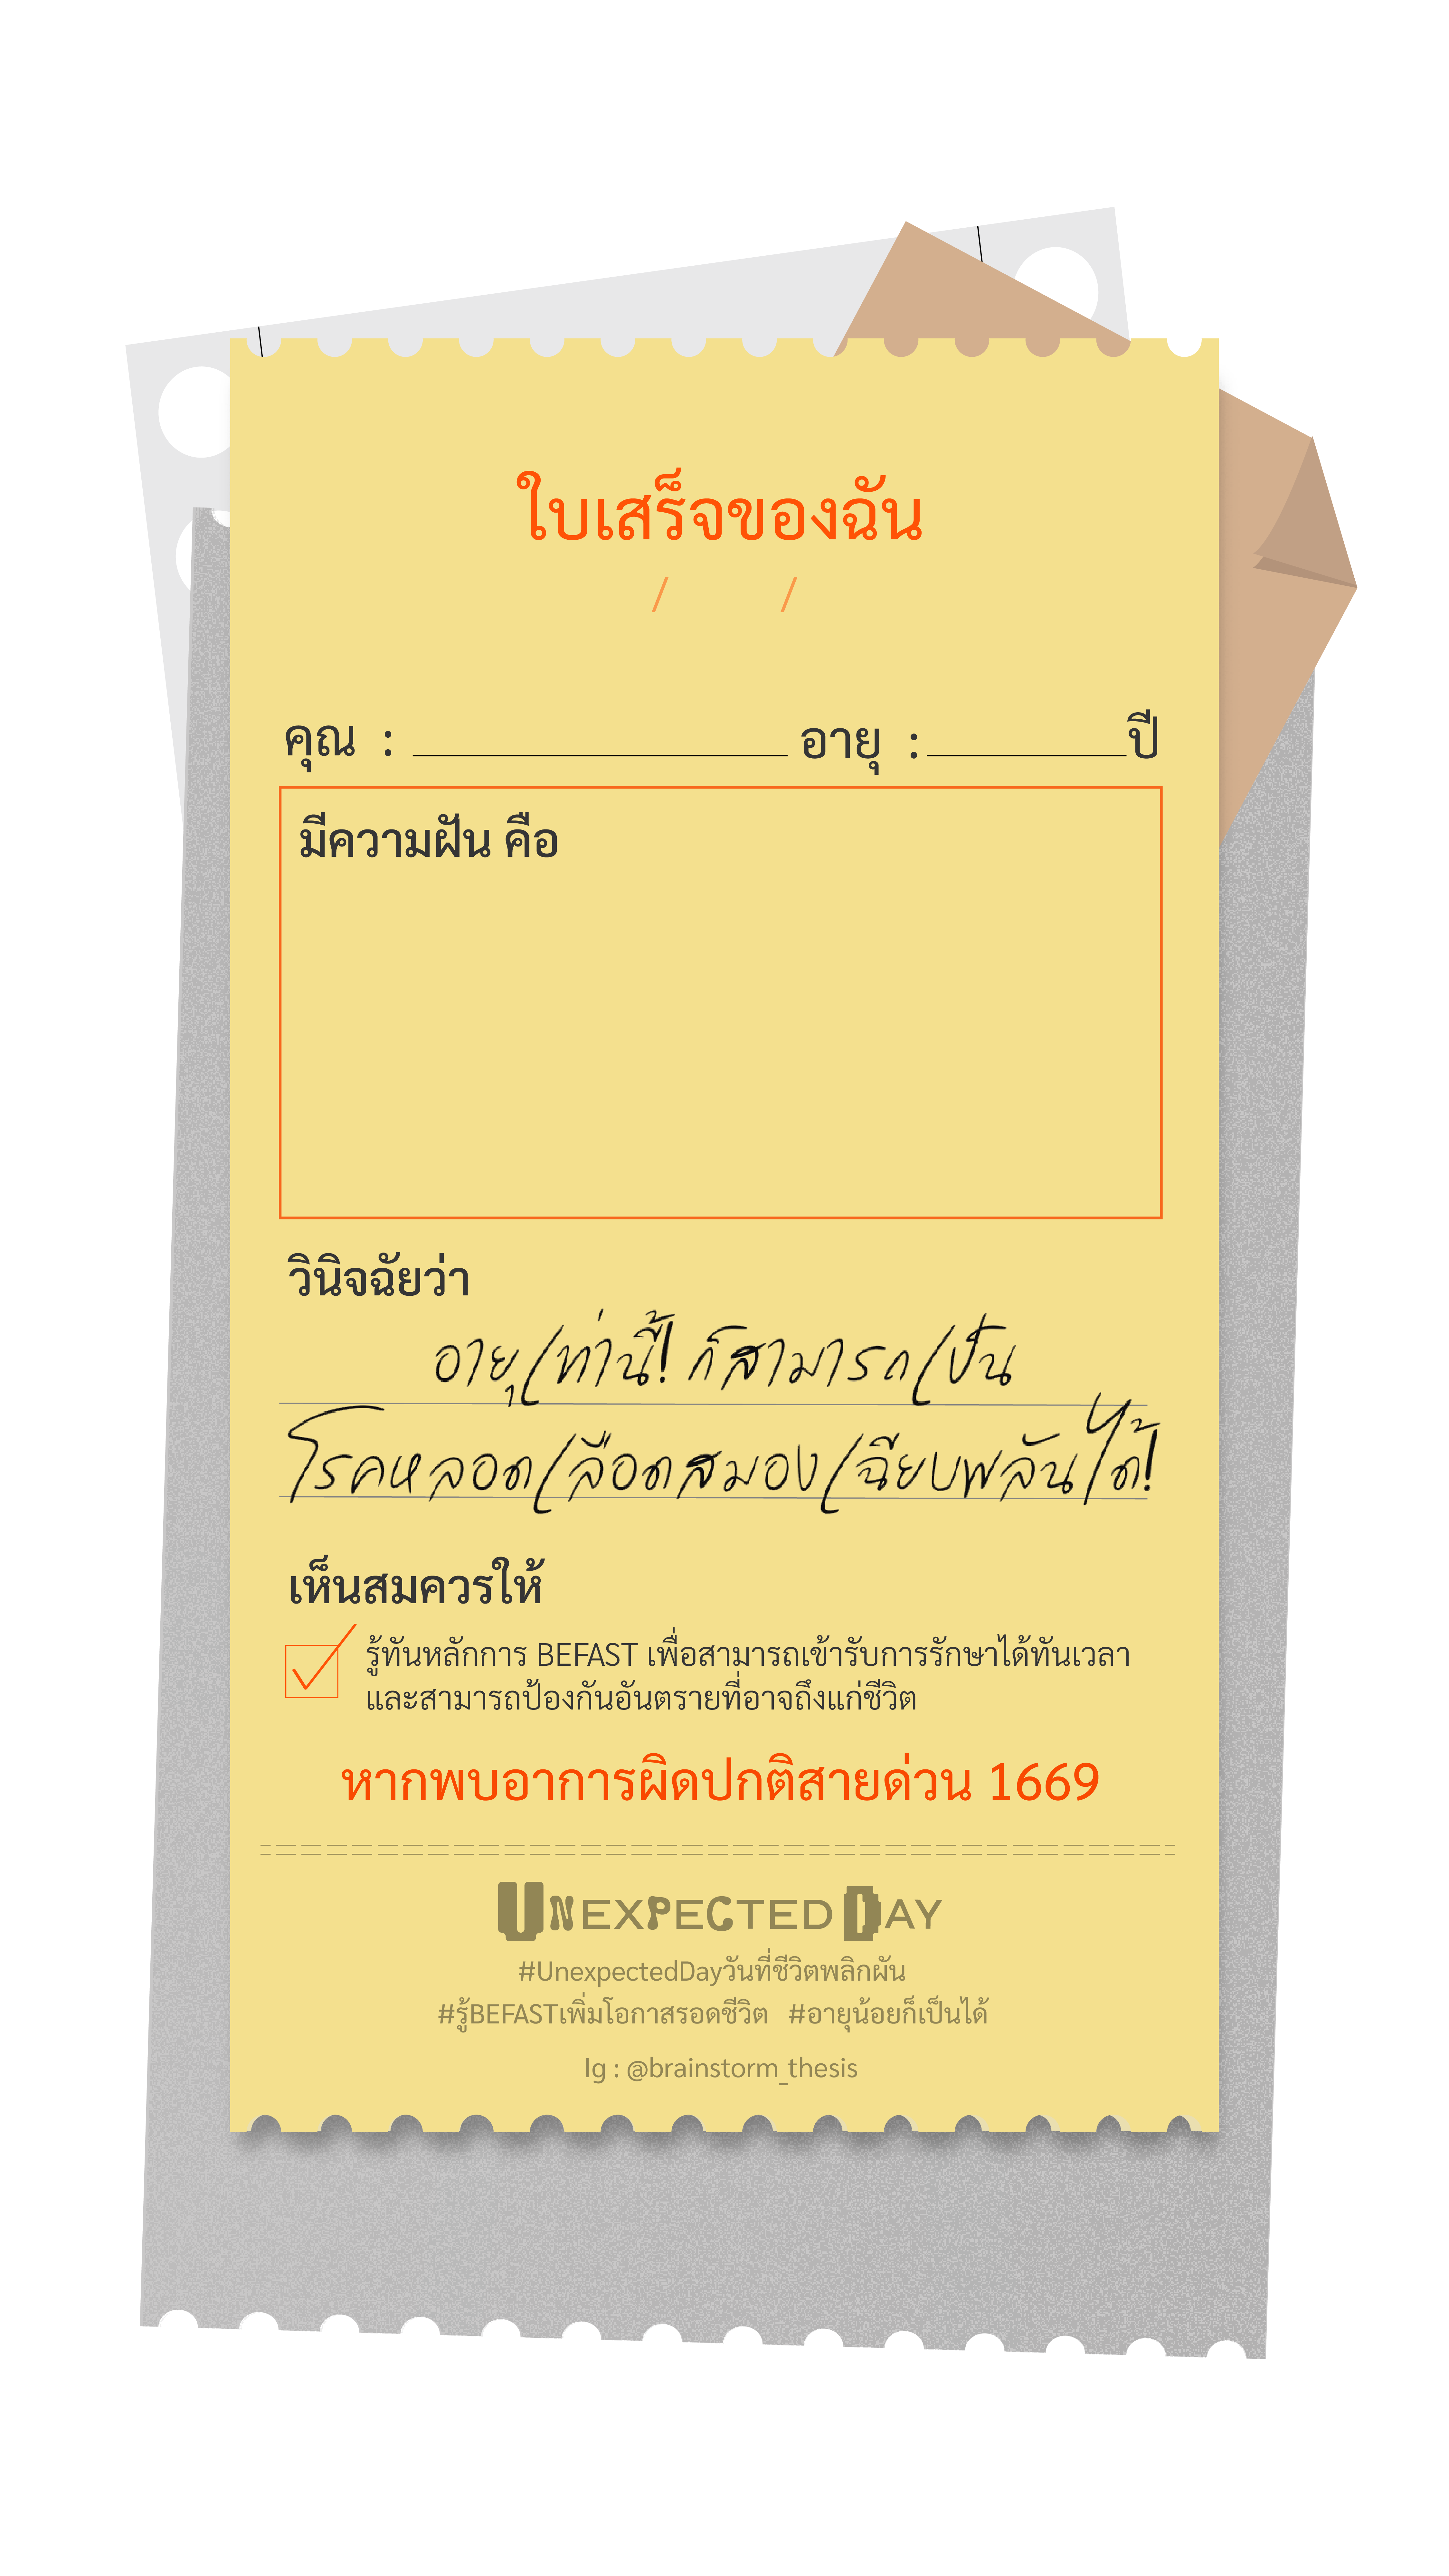 ใบเสร็จของฉัน
/ /
คุณ : อายุ : ปี
มีความฝัน คือ
วินิจฉัยว่า
อายุเท่านี้! ก็สามารถเป็น
โรคหลอดเลือดสมองเฉียบพลันได้!
เห็นสมควรให้
รู้ทันหลักการ BEFAST เพื่อสามารถเข้ารับการรักษาได้ทันเวลา
และสามารถป้องกันอันตรายที่อาจถึงแก่ชีวิต
หากพบอาการผิดปกติสายด่วน 1669
UNEXPECTED DAY
#UnexpectedDayวันที่ชีวิตพลิกผัน
#รู้BEFASTเพิ่มโอกาสรอดชีวิต #อายุน้อยก็เป็นได้
Ig : @brainstorm_thesis